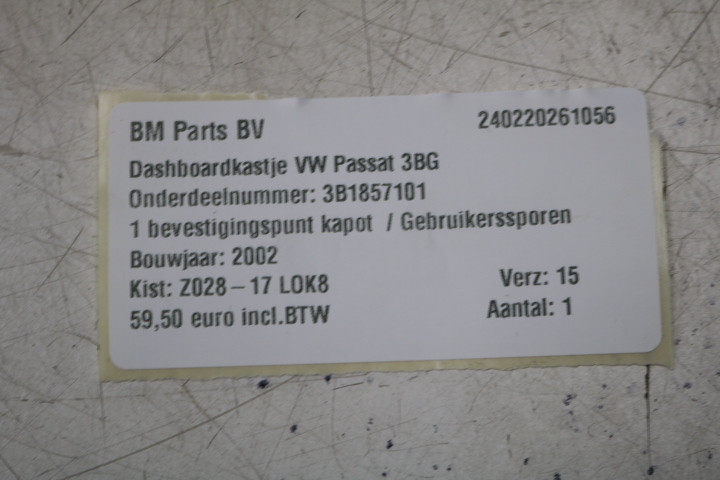 BM Parts BV 240220261056
Dashboardkastje VW Passat 3BG
Onderdeelnummer: 3B1857101
1 bevestigingspunt kapot / Gebruikerssporen
Bouwjaar: 2002
Kist: Z028 – 17 LOK8 Verz: 15
59,50 euro incl.BTW Aantal: 1